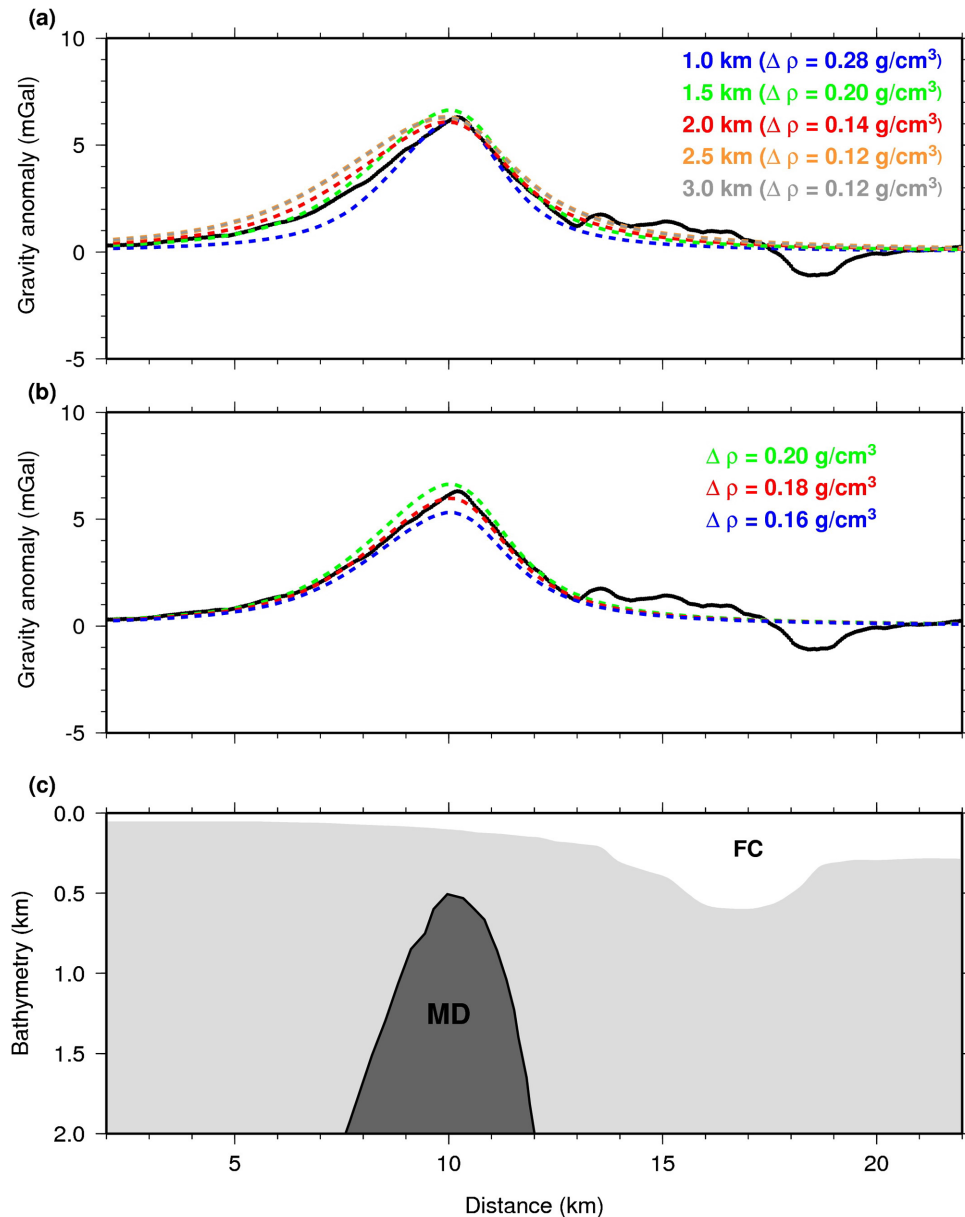 (a)
10
5
0
-5
Gravity anomaly (mGal)
1.0 km (Δ ρ = 0.28 g/cm³)
1.5 km (Δ ρ = 0.20 g/cm³)
2.0 km (Δ ρ = 0.14 g/cm³)
2.5 km (Δ ρ = 0.12 g/cm³)
3.0 km (Δ ρ = 0.12 g/cm³)
(b)
10
5
0
-5
Gravity anomaly (mGal)
Δ ρ = 0.20 g/cm³
Δ ρ = 0.18 g/cm³
Δ ρ = 0.16 g/cm³
(c)
0.0
0.5
1.0
1.5
2.0
Bathymetry (km)
FC
MD
5 10 15 20
Distance (km)